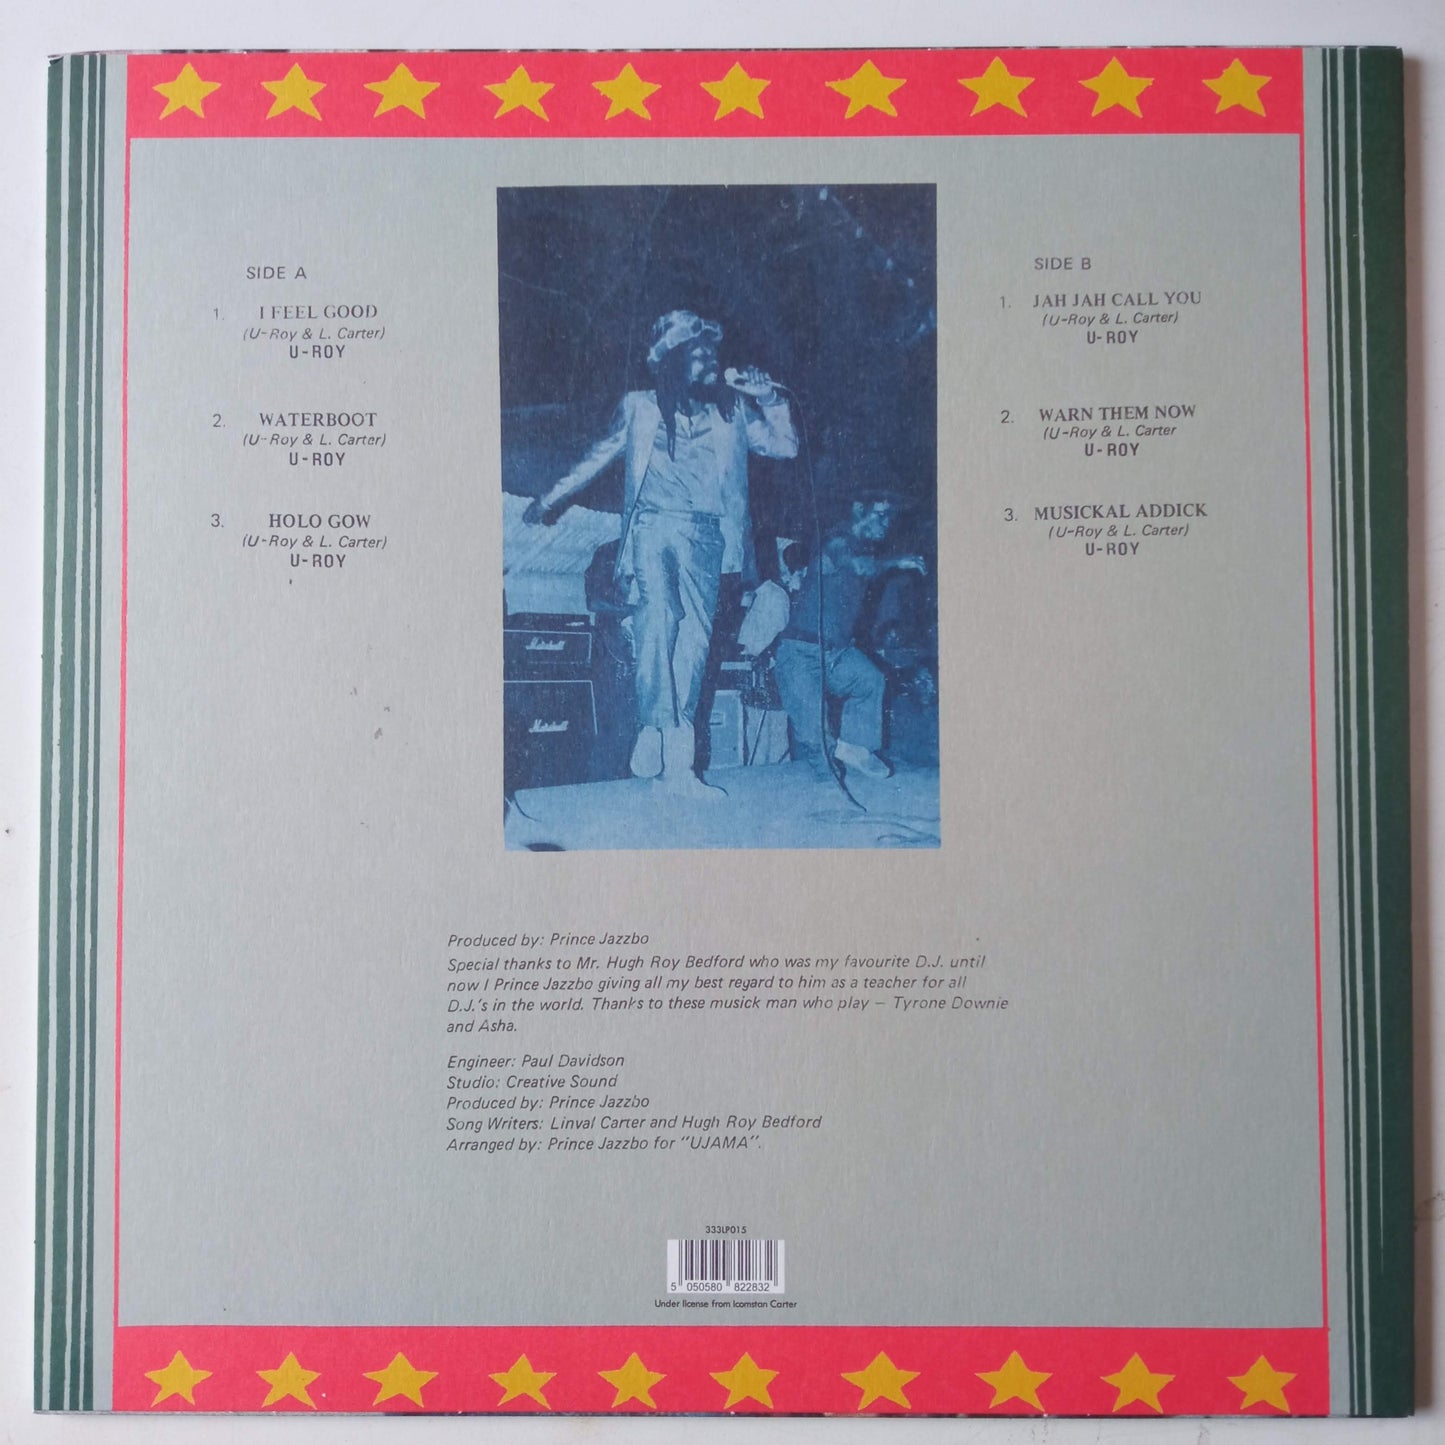 SIDE A
1. I FEEL GOOD
(U-Roy & L. Carter)
U-ROY
2. WATERBOOT
(U-Roy & L. Carter)
U-ROY
3. HOLO GOW
(U-Roy & L. Carter)
U-ROY
SIDE B
1. JAH JAH CALL YOU
(U-Roy & L. Carter)
U-ROY
2. WARN THEM NOW
(U-Roy & L. Carter
U-ROY
3. MUSICKAL ADDICK
(U-Roy & L. Carter)
U-ROY
Marshall
Marshall
Produced by: Prince Jazzbo
Special thanks to Mr. Hugh Roy Bedford who was my favourite D.J. until
now I Prince Jazzbo giving all my best regard to him as a teacher for all
D.J.'s in the world. Thanks to these musick man who play — Tyrone Downie
and Asha.
Engineer: Paul Davidson
Studio: Creative Sound
Produced by: Prince Jazzbo
Song Writers: Linval Carter and Hugh Roy Bedford
Arranged by: Prince Jazzbo for "UJAMA".
333LP015
5 050580 822832
Under license from Icomstan Carter